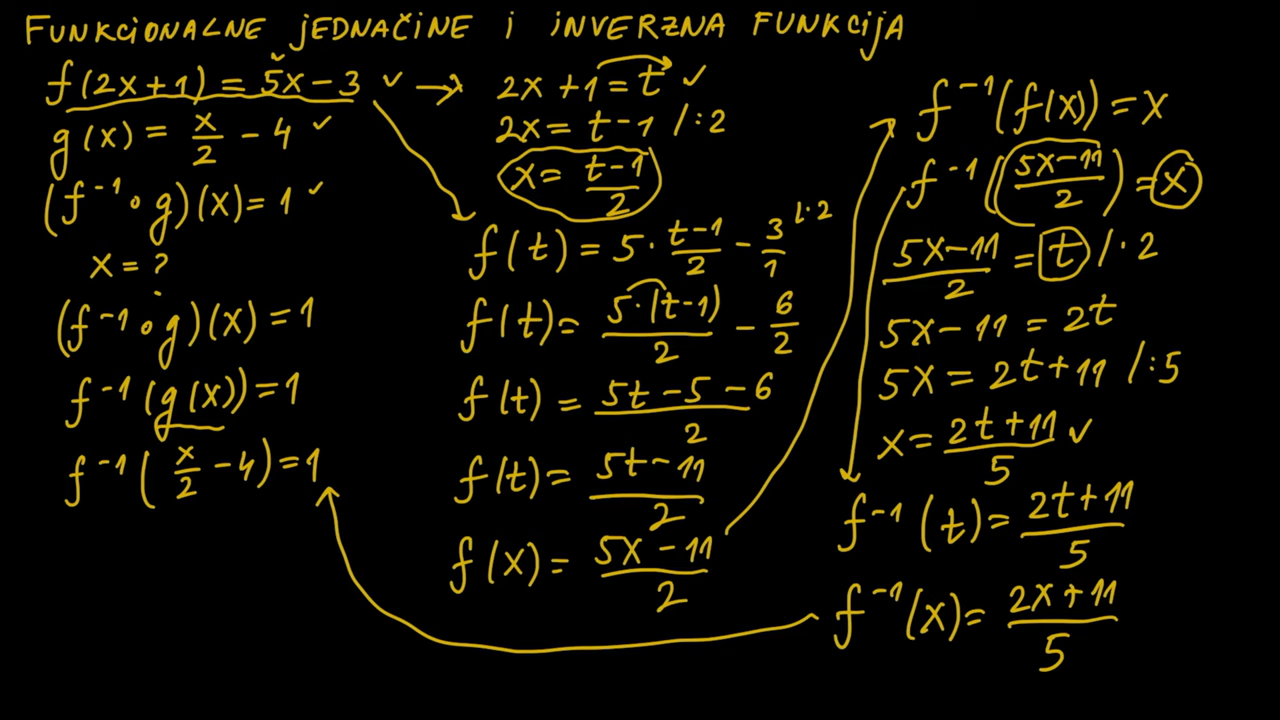 FUNKCIONALNE jEDNAČINE i iNVERZNA FUNKCIJA
f(2x+1) = 5x-3 ✓ →
g(x) = x/2 - 4 ✓
(f⁻¹∘g)(x) = 1 ✓
x = ?
(f⁻¹∘g)(x) = 1
f⁻¹(g(x)) = 1
f⁻¹(x/2 - 4) = 1
2x+1 = t ✓
2x = t-1 /:2
x = (t-1)/2
f(t) = 5·(t-1)/2 - 3/1 /·2
f(t) = 5·(t-1)/2 - 6/2
f(t) = (5t-5-6)/2
f(t) = (5t-11)/2
f(x) = (5x-11)/2
f⁻¹(f(x)) = x
f⁻¹((5x-11)/2) = x
(5x-11)/2 = t /·2
5x-11 = 2t
5x = 2t+11 /:5
x = (2t+11)/5 ✓
f⁻¹(t) = (2t+11)/5
f⁻¹(x) = (2x+11)/5